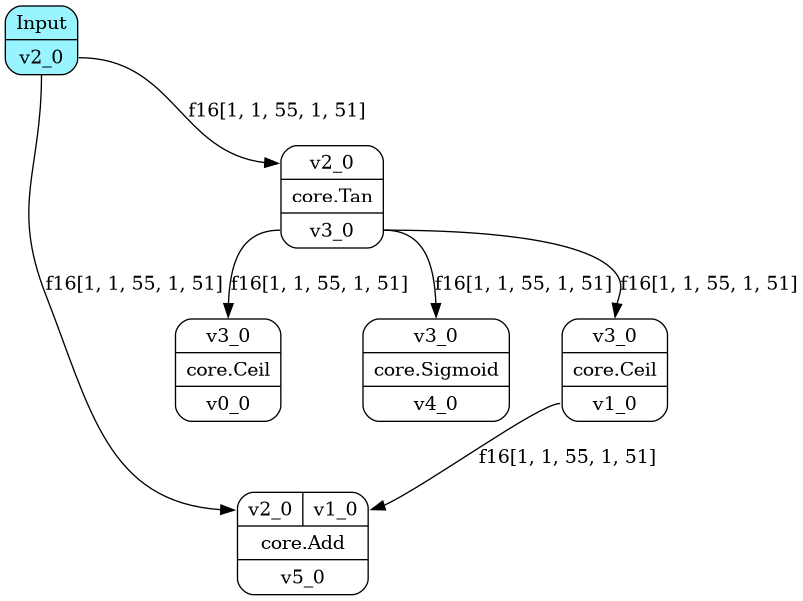 Input
v2_0
f16[1, 1, 55, 1, 51]
v2_0
core.Tan
v3_0
f16[1, 1, 55, 1, 51]
f16[1, 1, 55, 1, 51]
f16[1, 1, 55, 1, 51]
f16[1, 1, 55, 1, 51]
v3_0
core.Ceil
v0_0
v3_0
core.Sigmoid
v4_0
v3_0
core.Ceil
v1_0
f16[1, 1, 55, 1, 51]
v2_0 v1_0
core.Add
v5_0